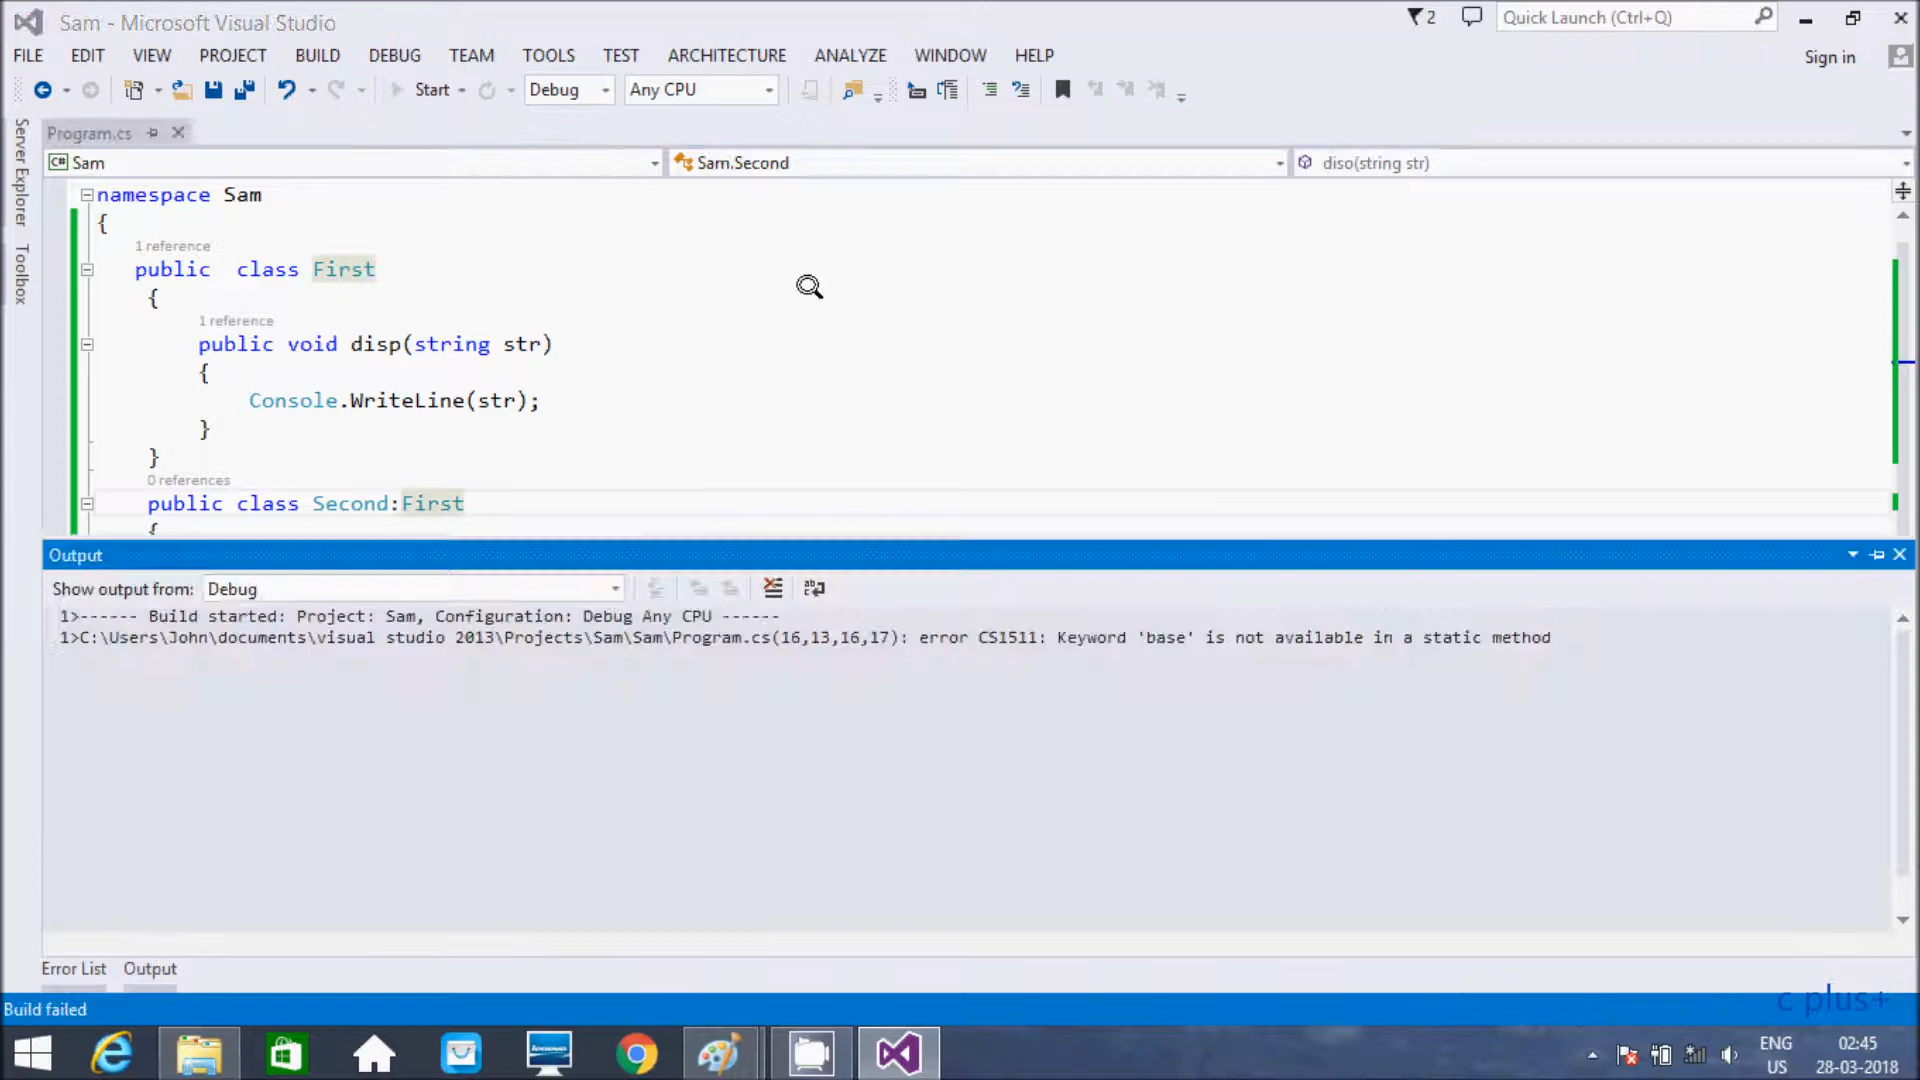 Sam - Microsoft Visual Studio
2
Quick Launch (Ctrl+Q)
FILE EDIT VIEW PROJECT BUILD DEBUG TEAM TOOLS TEST ARCHITECTURE ANALYZE WINDOW HELP
Sign in
Start Debug Any CPU
Server Explorer
Toolbox
Program.cs
C# Sam
Sam.Second
diso(string str)
namespace Sam
{
1 reference
public class First
{
1 reference
public void disp(string str)
{
Console.WriteLine(str);
}
}
0 references
public class Second:First
{
Output
Show output from: Debug
1>------ Build started: Project: Sam, Configuration: Debug Any CPU ------
1>C:\Users\John\documents\visual studio 2013\Projects\Sam\Sam\Program.cs(16,13,16,17): error CS1511: Keyword 'base' is not available in a static method
Error List Output
Build failed
c plus+
ENG
US
02:45
28-03-2018